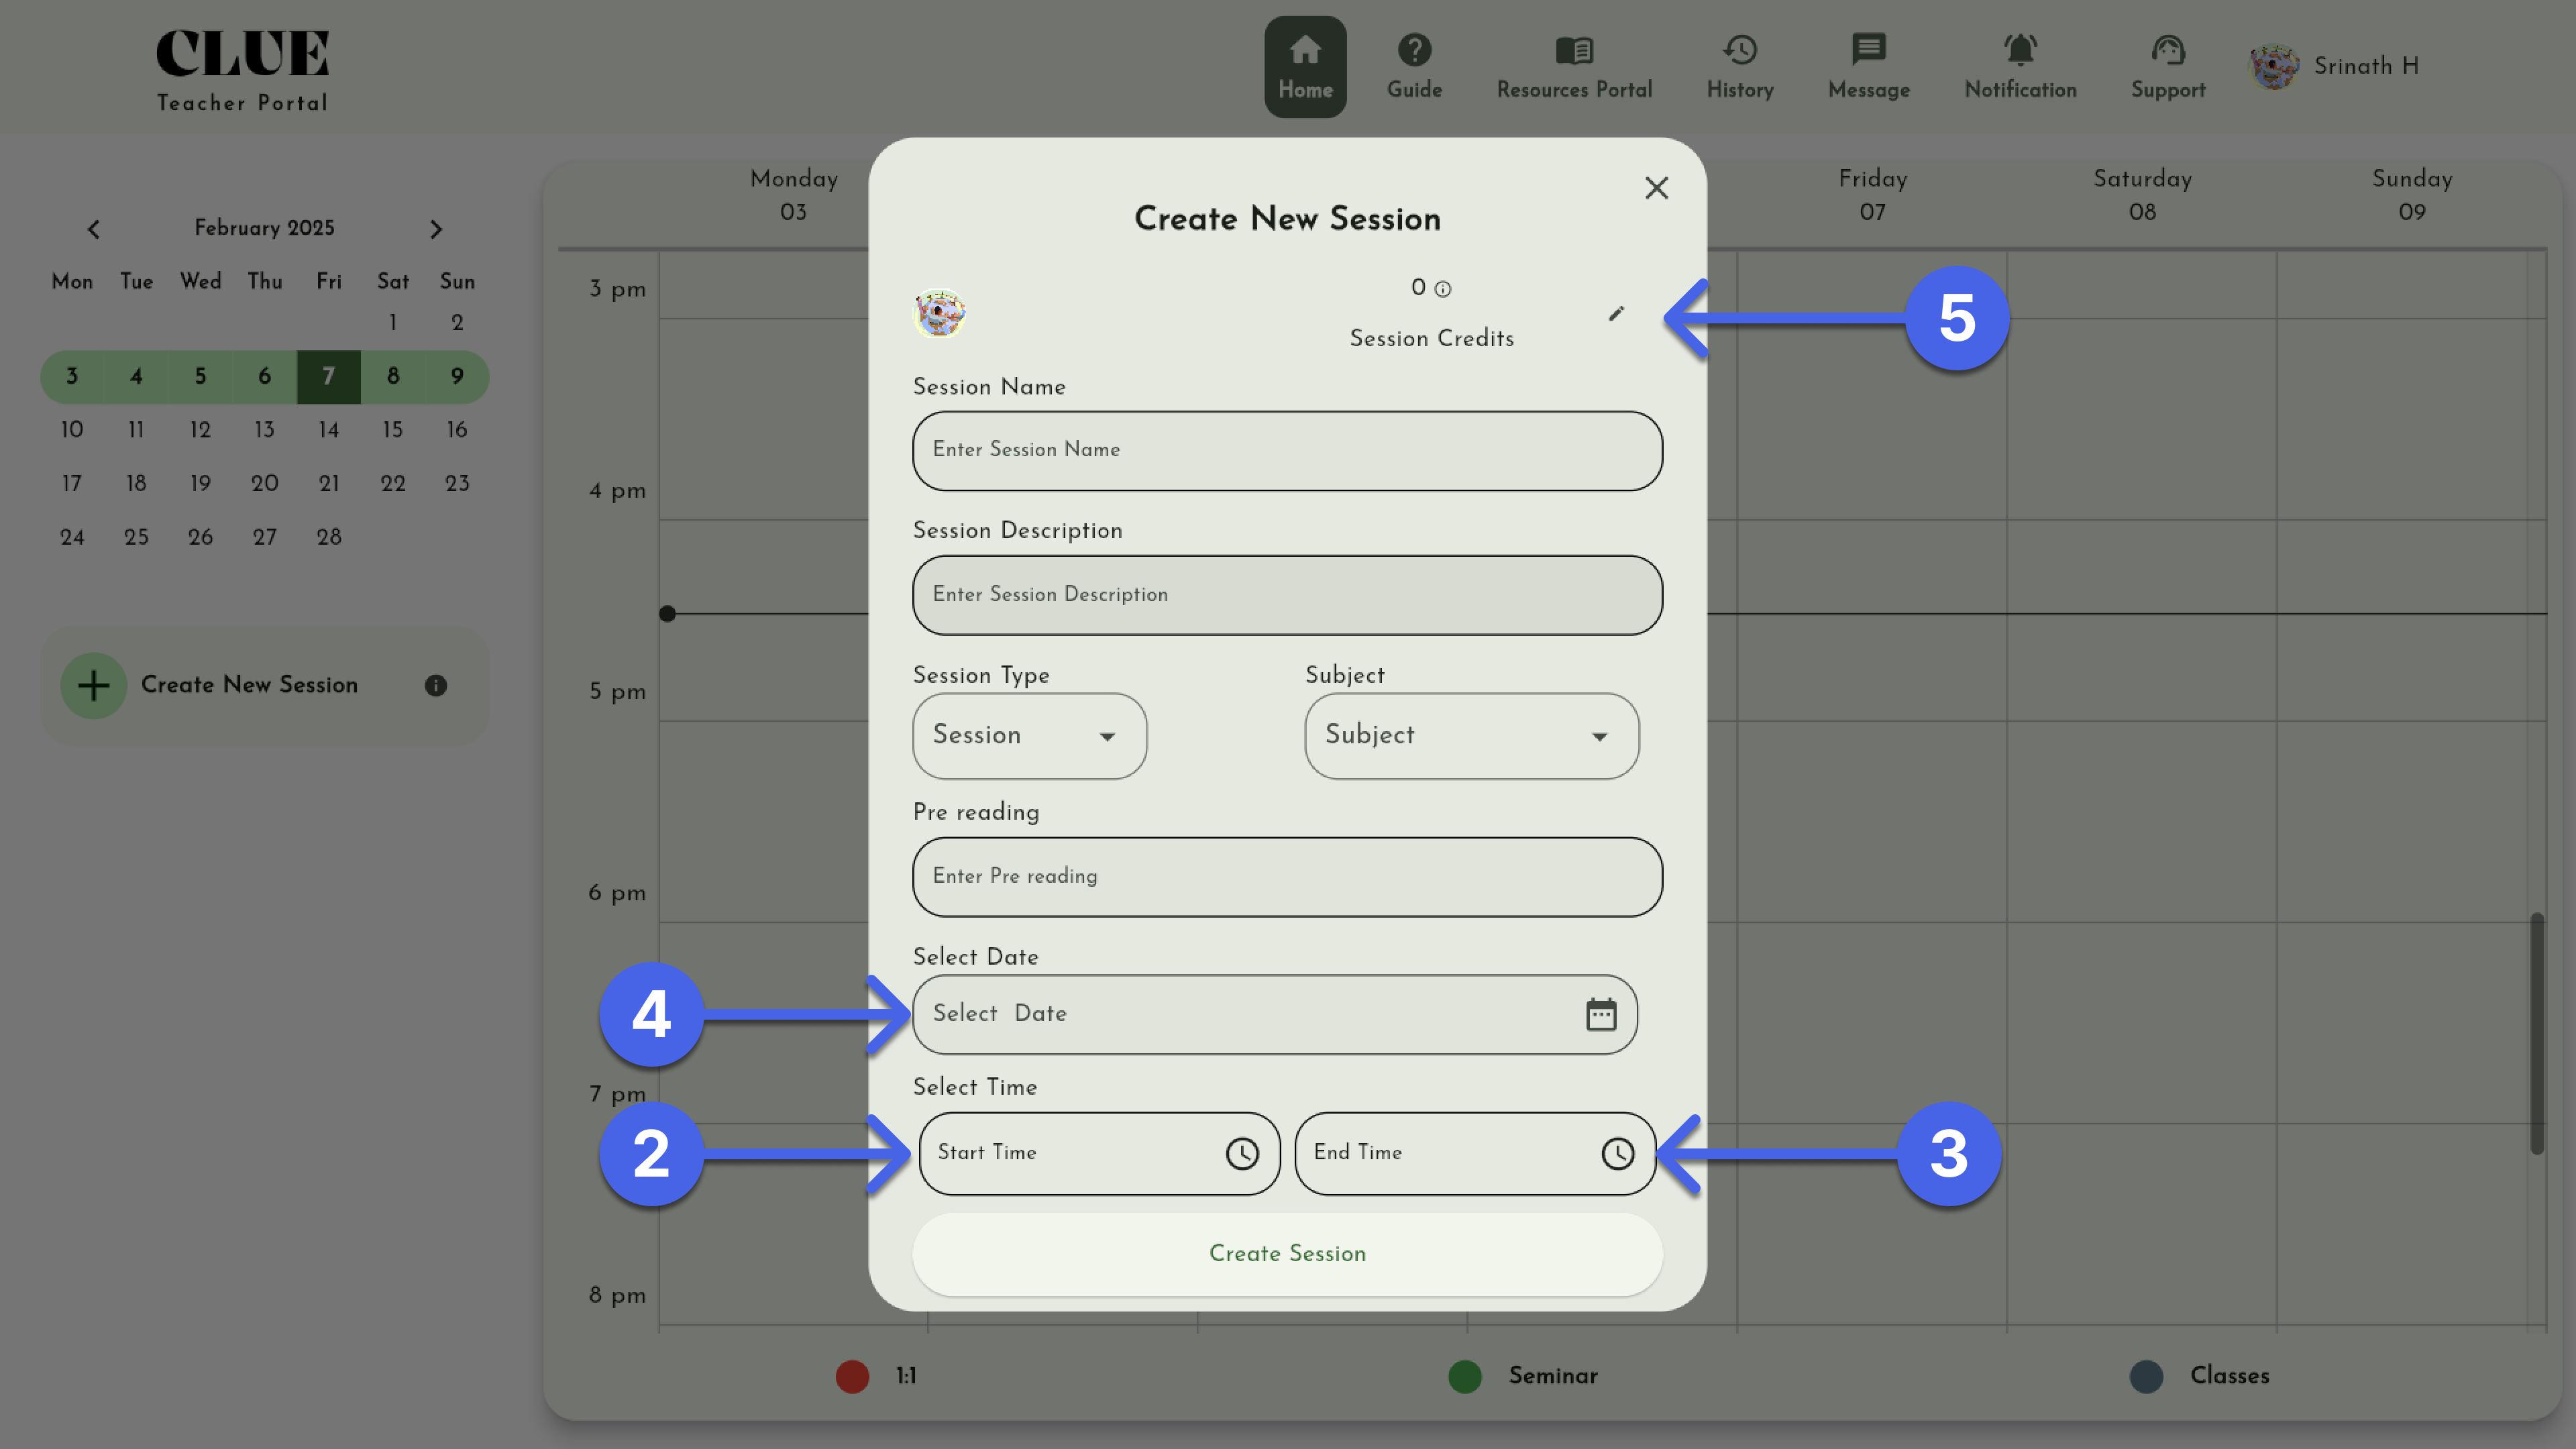 CLUE
Teacher Portal
Home
Guide
Resources Portal
History
Message
Notification
Support
Srinath H
February 2025
Mon Tue Wed Thu Fri Sat Sun
1 2
3 4 5 6 7 8 9
10 11 12 13 14 15 16
17 18 19 20 21 22 23
24 25 26 27 28
Create New Session
Monday
03
Friday
07
Saturday
08
Sunday
09
3 pm
4 pm
5 pm
6 pm
7 pm
8 pm
Create New Session
0
Session Credits
5
Session Name
Enter Session Name
Session Description
Enter Session Description
Session Type
Subject
Session
Subject
Pre reading
Enter Pre reading
Select Date
4
Select Date
Select Time
2
Start Time
End Time
3
Create Session
1:1
Seminar
Classes